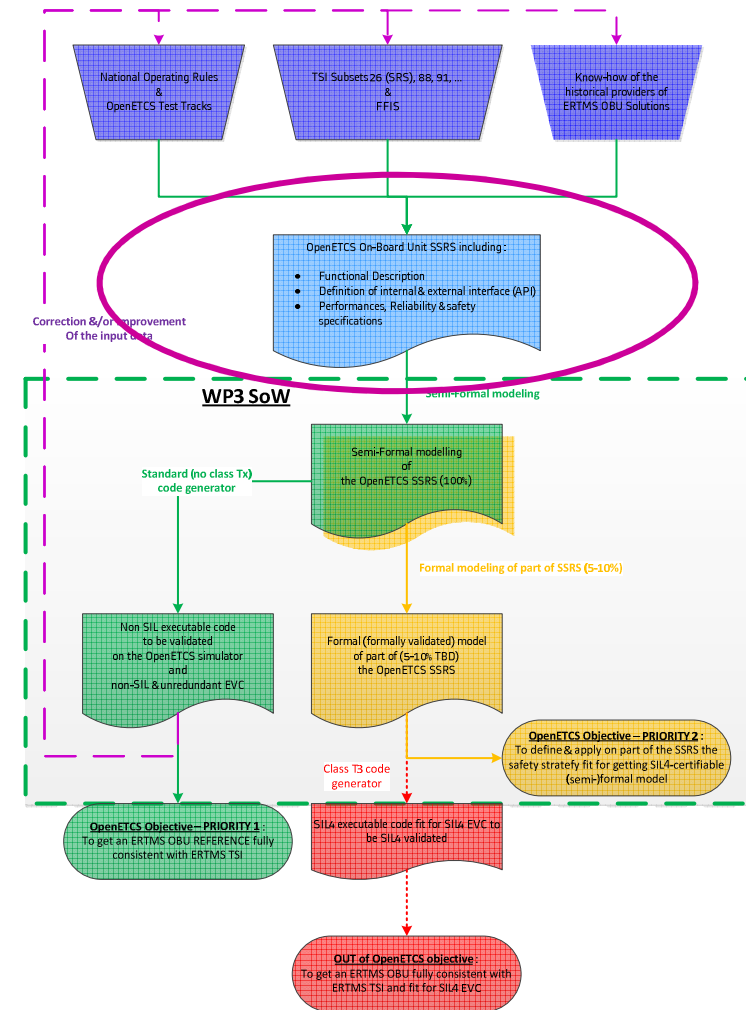 National Operating Rules
&
OpenETCS Test Tracks
TSI Subsets 26 (SRS), 88, 91, ...
&
FFIS
Know-how of the
historical providers of
ERTMS OBU Solutions
OpenETCS On-Board Unit SSRS including:
● Functional Description
● Definition of internal & external interface (API)
● Performances, Reliability & safety
specifications
Correction &/or improvement
Of the input data
WP3 SoW
Semi-Formal modeling
Semi-Formal modelling
of
the OpenETCS SSRS (100%)
Standard (no class Tx)
code generator
Formal modeling of part of SSRS (5-10%)
Non SIL executable code
to be validated
on the OpenETCS simulator
and
non-SIL & unredundant EVC
Formal (formally validated) model
of part of (5-10% TBD)
the OpenETCS SSRS
OpenETCS Objective – PRIORITY 2 :
To define & apply on part of the SSRS the
safety stratefy fit for getting SIL4-certifiable
(semi-)formal model
Class T3 code
generator
OpenETCS Objective – PRIORITY 1 :
To get an ERTMS OBU REFERENCE fully
consistent with ERTMS TSI
SIL4 executable code fit for SIL4 EVC to
be SIL4 validated
OUT of OpenETCS objective :
To get an ERTMS OBU fully consistent with
ERTMS TSI and fit for SIL4 EVC